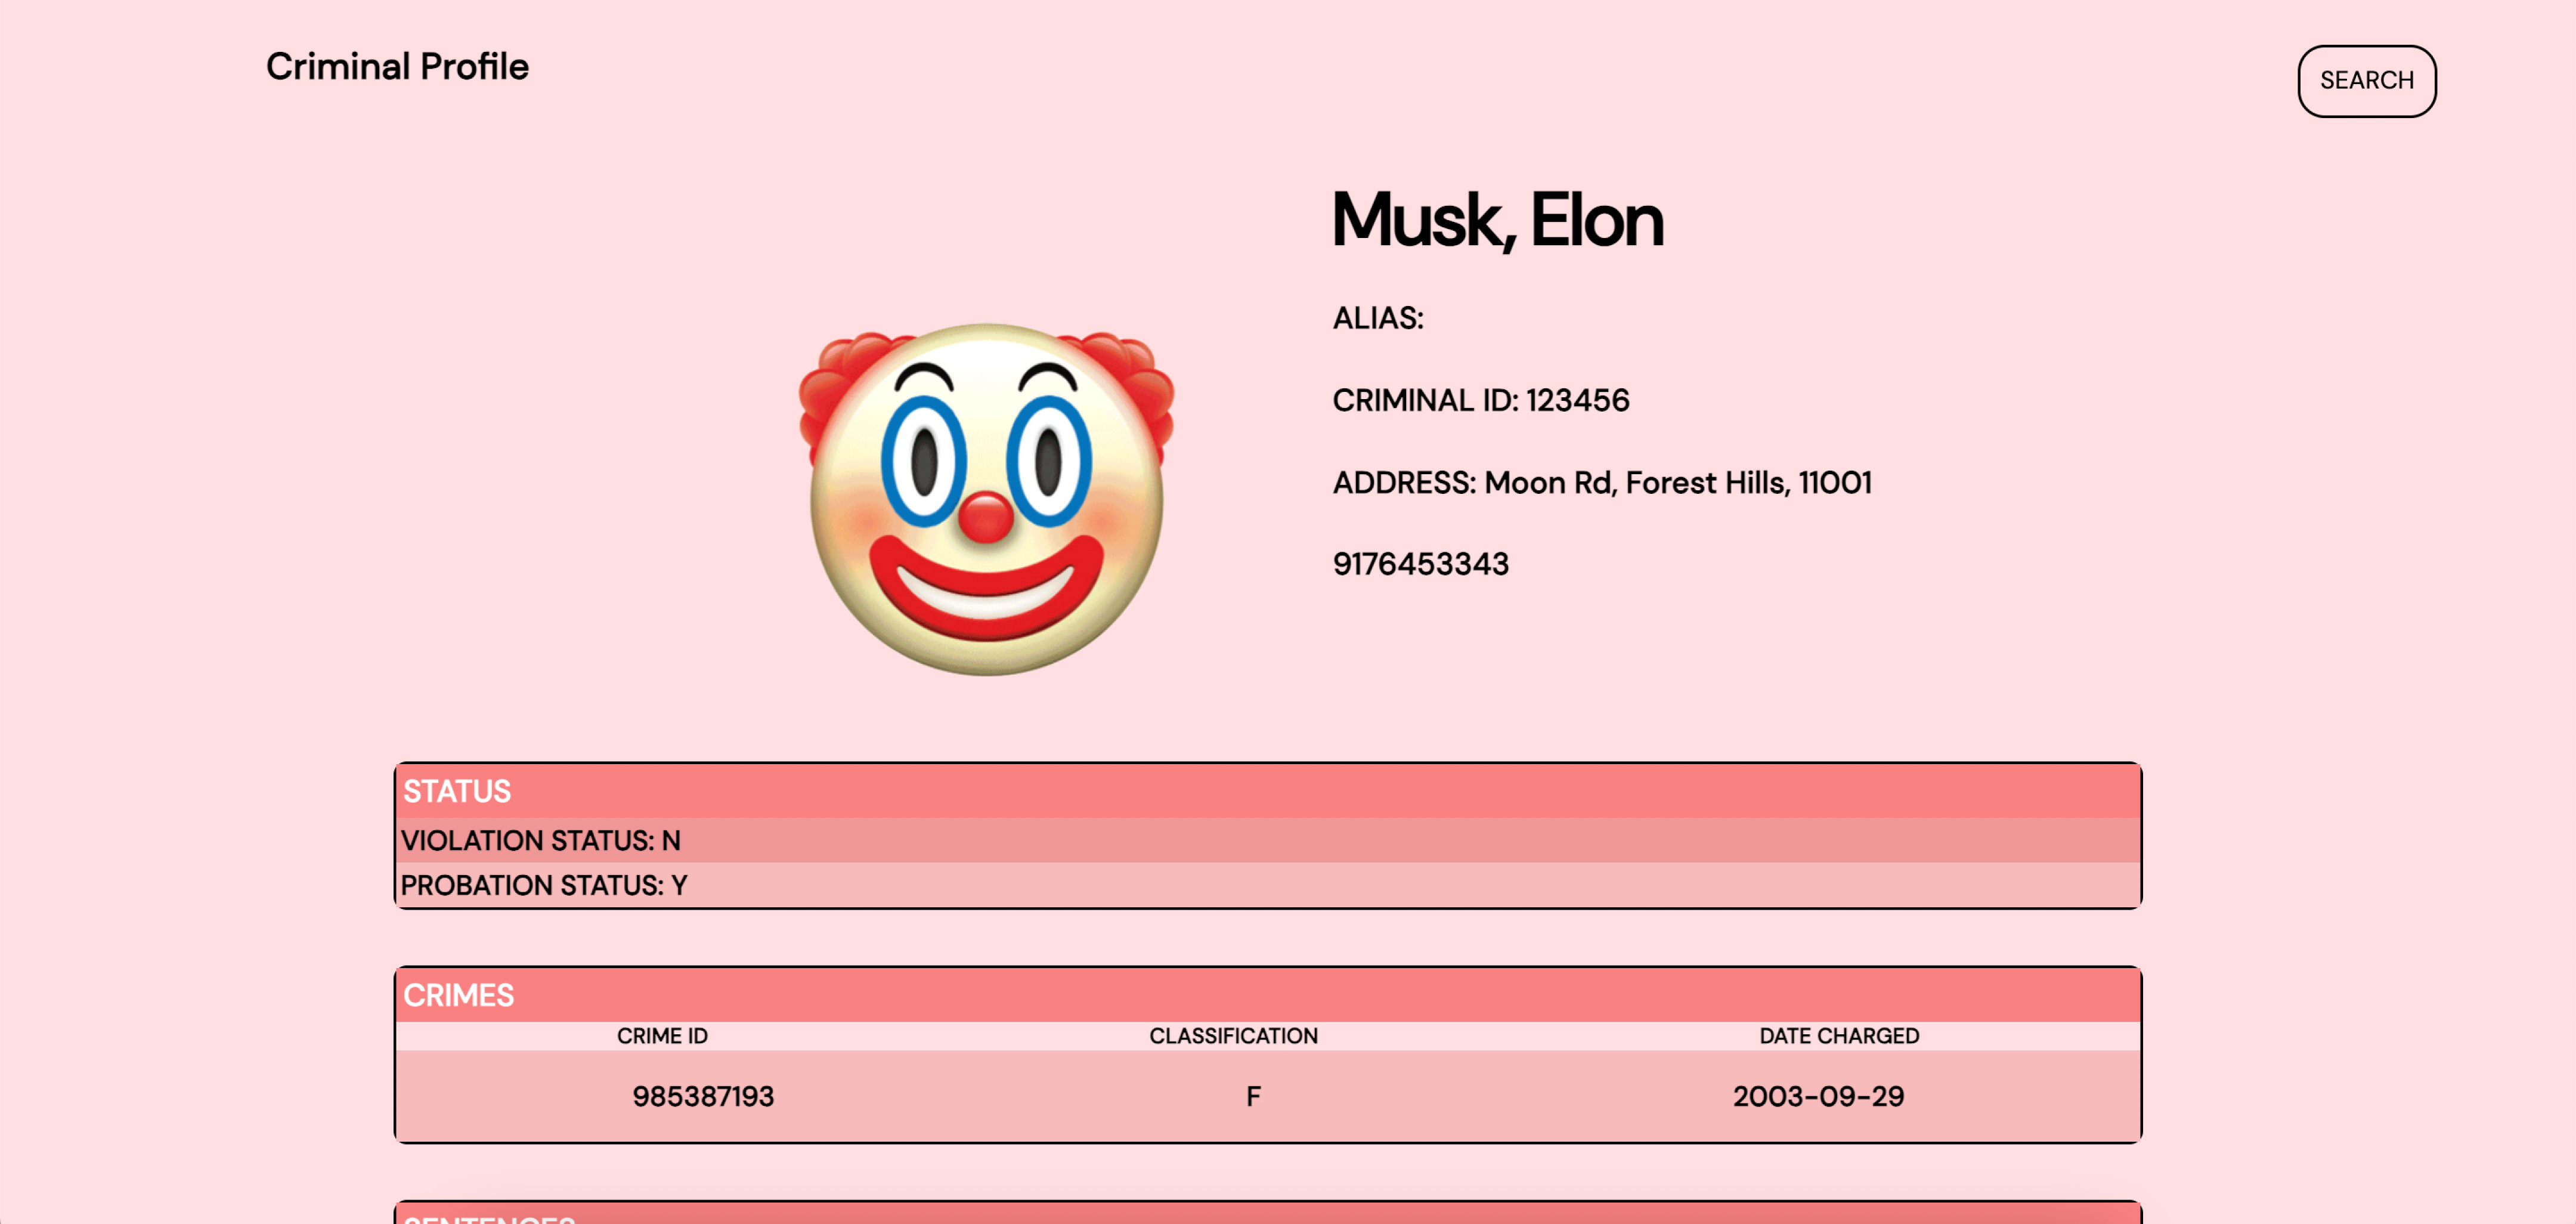 Criminal Profile
SEARCH
Musk, Elon
ALIAS:
CRIMINAL ID: 123456
ADDRESS: Moon Rd, Forest Hills, 11001
9176453343
STATUS
VIOLATION STATUS: N
PROBATION STATUS: Y
CRIMES
CRIME ID CLASSIFICATION DATE CHARGED
985387193 F 2003-09-29
SENTENCES